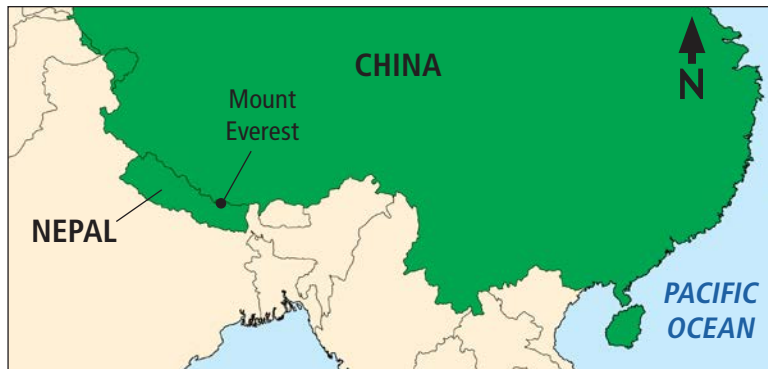 CHINA
N
Mount
Everest
NEPAL
PACIFIC
OCEAN